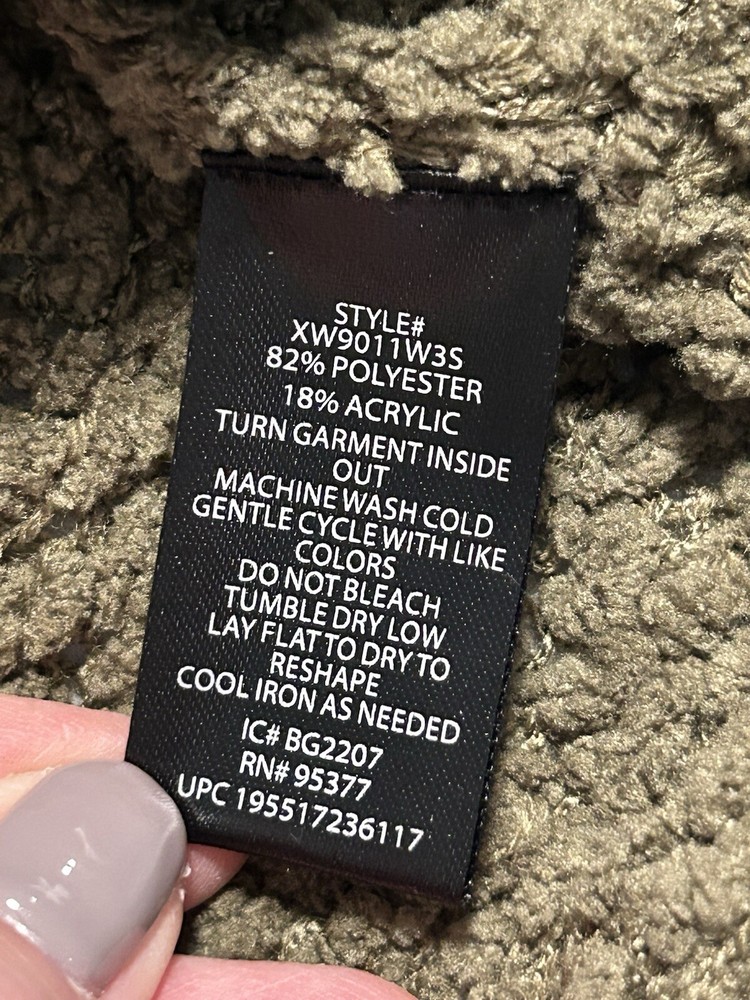 STYLE#
XW9011W3S
82% POLYESTER
18% ACRYLIC
TURN GARMENT INSIDE
OUT
MACHINE WASH COLD
GENTLE CYCLE WITH LIKE
COLORS
DO NOT BLEACH
TUMBLE DRY LOW
LAY FLAT TO DRY TO
RESHAPE
COOL IRON AS NEEDED
IC# BG2207
RN# 95377
UPC 195517236117